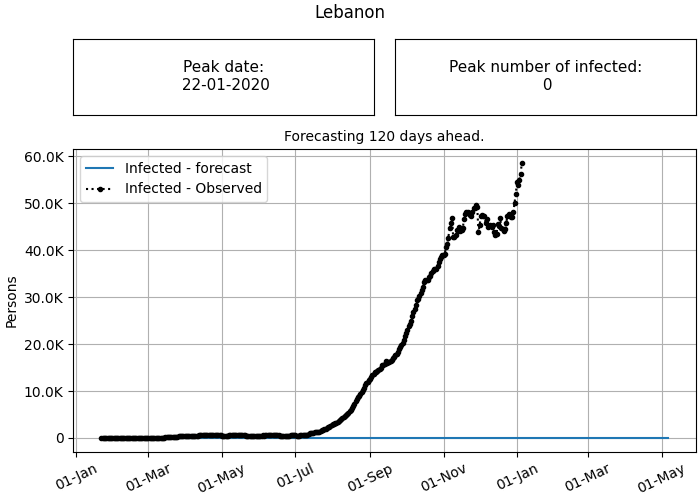 Lebanon
Peak date:
22-01-2020
Peak number of infected:
0
Forecasting 120 days ahead.
Infected - forecast
Infected - Observed
Persons
60.0K
50.0K
40.0K
30.0K
20.0K
10.0K
0
01-Jan
01-Mar
01-May
01-Jul
01-Sep
01-Nov
01-Jan
01-Mar
01-May